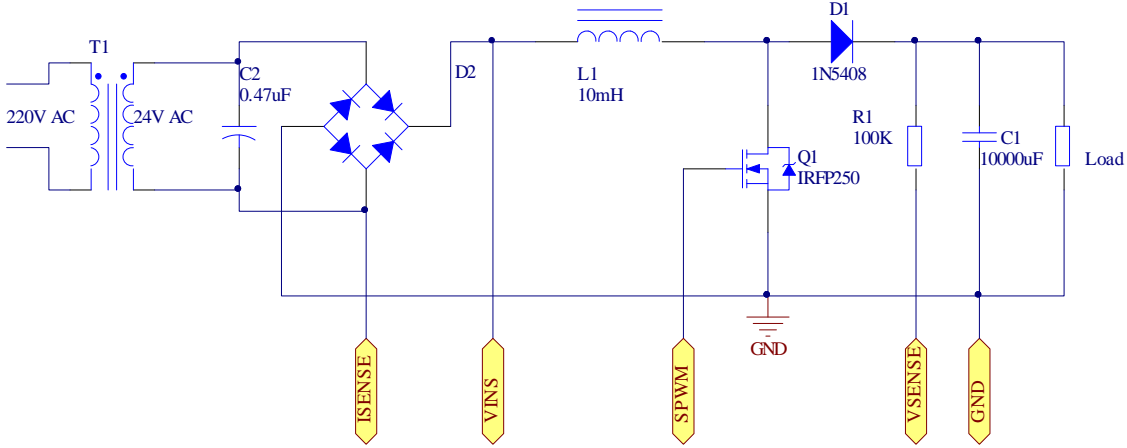 T1
220V AC
24V AC
C2
0.47uF
D2
L1
10mH
D1
1N5408
Q1
IRFP250
R1
100K
C1
10000uF
Load
GND
ISENSE
VINS
SPWM
VSENSE
GND